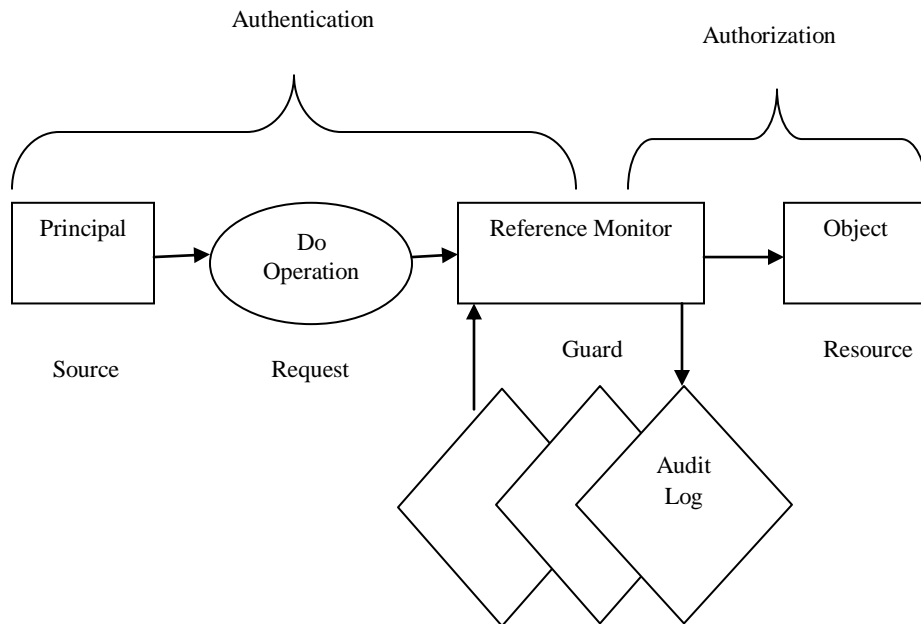 Authentication
Authorization
Principal
Do
Operation
Reference Monitor
Object
Source
Request
Guard
Resource
Audit
Log